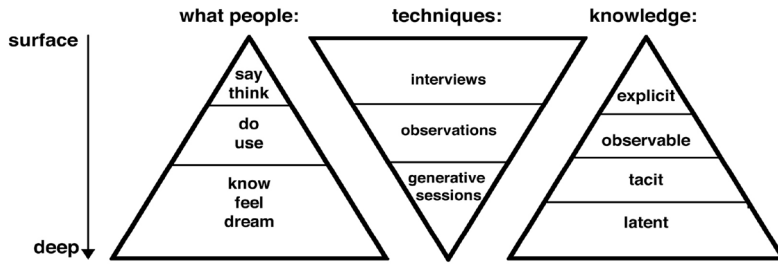 what people:
techniques:
knowledge:
surface
say
think
do
use
know
feel
dream
interviews
observations
generative
sessions
explicit
observable
tacit
latent
deep